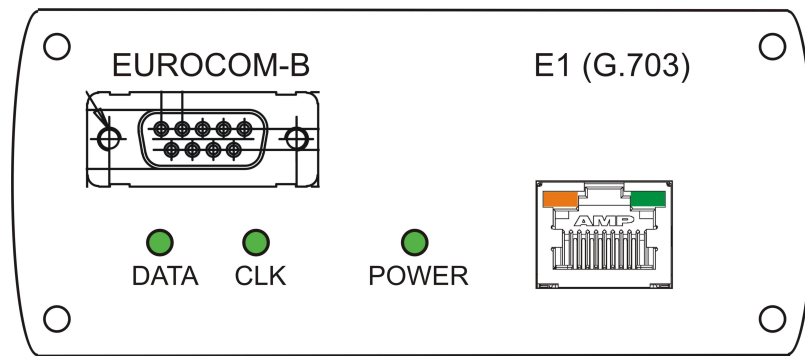 EUROCOM-B
E1 (G.703)
AMP
DATA
CLK
POWER